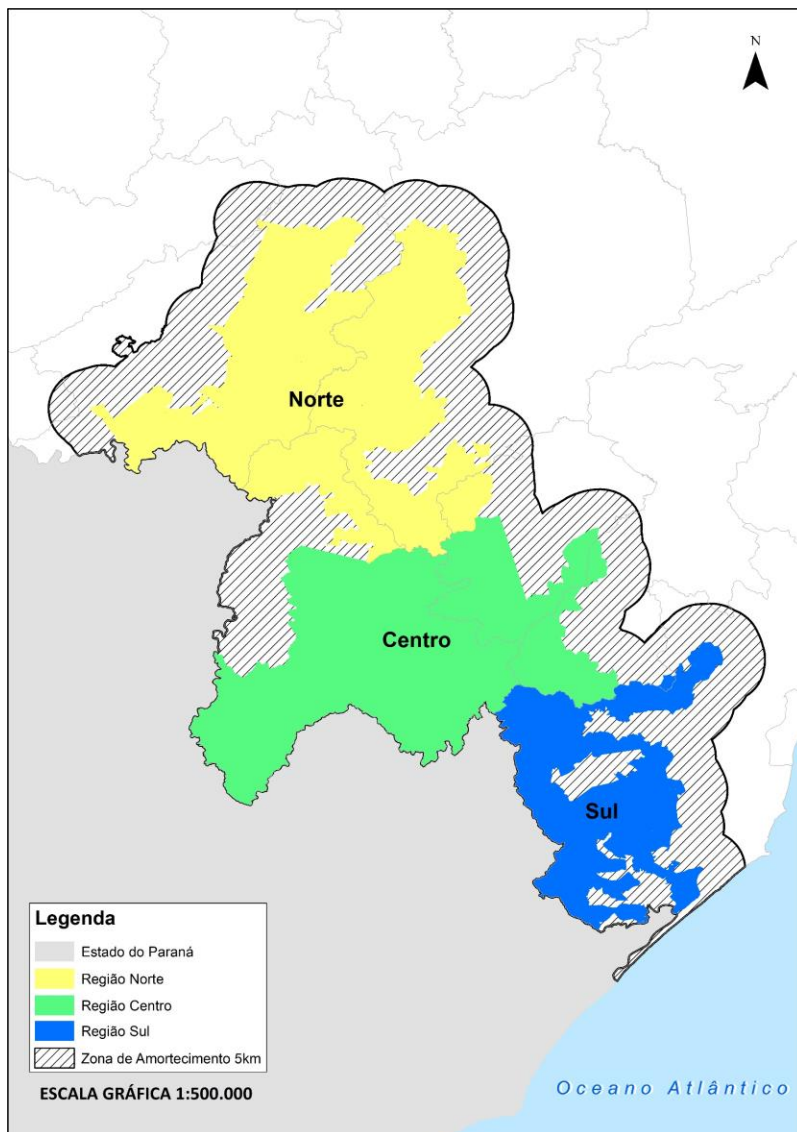 N
Norte
Centro
Sul
Legenda
Estado do Paraná
Região Norte
Região Centro
Região Sul
Zona de Amortecimento 5km
ESCALA GRÁFICA 1:500.000
Oceano Atlântico